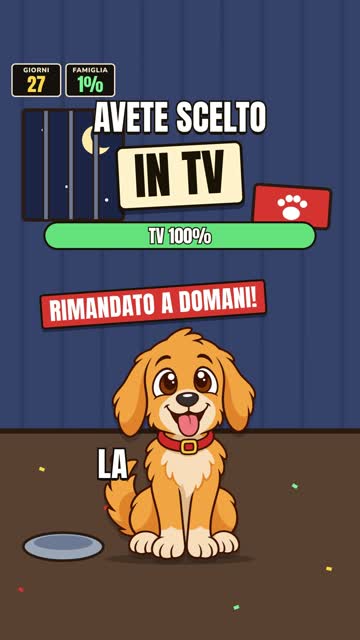 GIORNI
27
FAMIGLIA
1%
AVETE SCELTO
IN TV
TV 100%
RIMANDATO A DOMANI!
LA